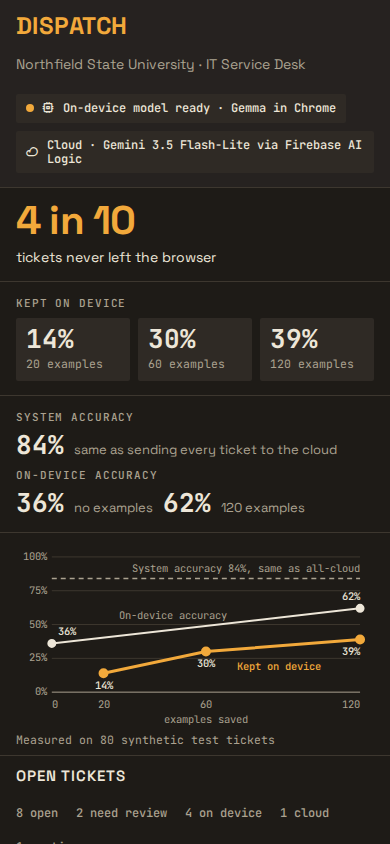 DISPATCH
Northfield State University · IT Service Desk
On-device model ready · Gemma in Chrome
Cloud · Gemini 3.5 Flash-Lite via Firebase AI
Logic
4 in 10
tickets never left the browser
KEPT ON DEVICE
14% 30% 39%
20 examples 60 examples 120 examples
SYSTEM ACCURACY
84% same as sending every ticket to the cloud
ON-DEVICE ACCURACY
36% no examples 62% 120 examples
100%
System accuracy 84%, same as all-cloud
75%
62%
On-device accuracy
50%
36%
39%
30%
25%
Kept on device
14%
0%
0 20 60 120
examples saved
Measured on 80 synthetic test tickets
OPEN TICKETS
8 open 2 need review 4 on device 1 cloud